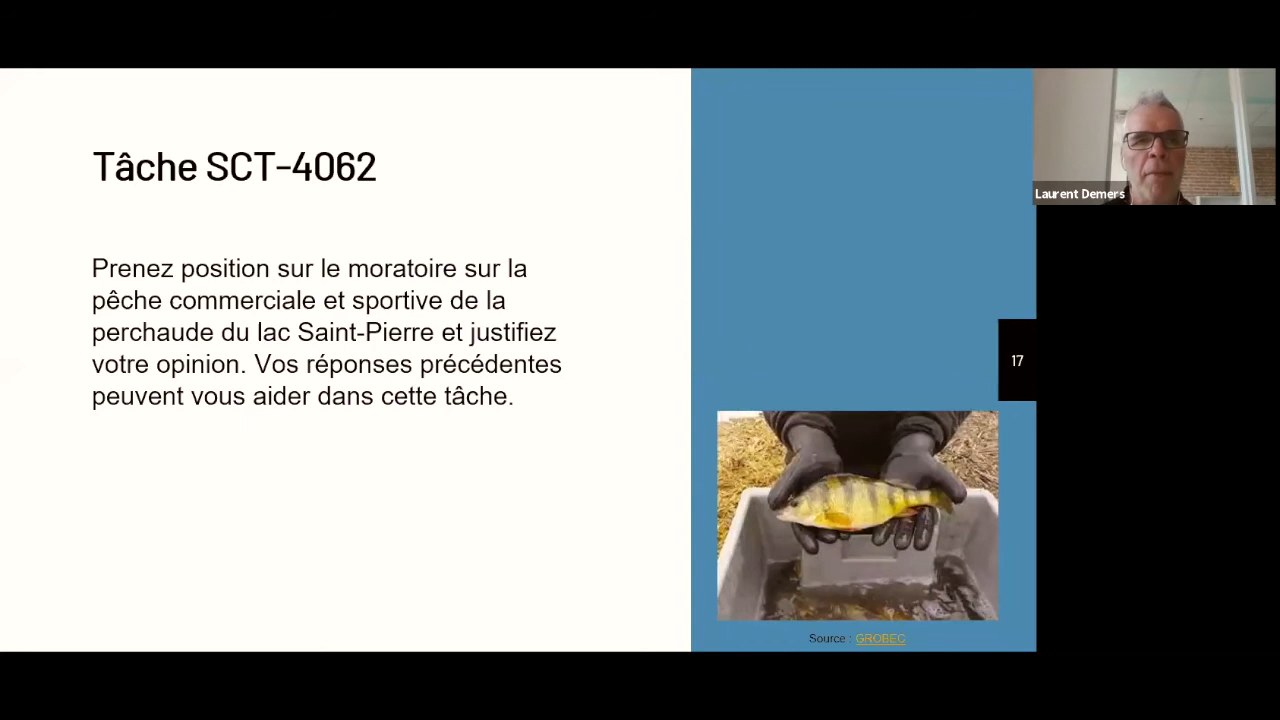 Tâche SCT-4062
Prenez position sur le moratoire sur la
pêche commerciale et sportive de la
perchaude du lac Saint-Pierre et justifiez
votre opinion. Vos réponses précédentes
peuvent vous aider dans cette tâche.
Laurent Demers
17
Source : GROBEC